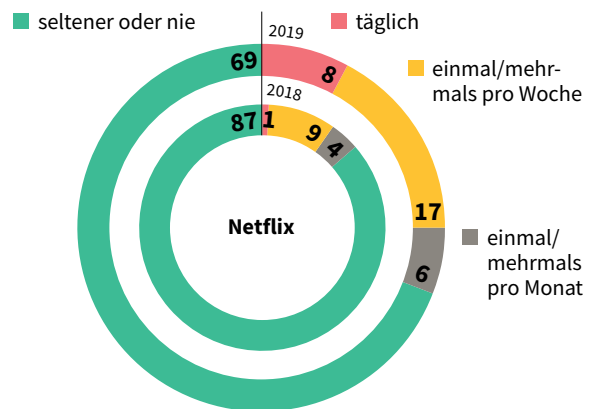 seltener oder nie
täglich
2019
69
8
einmal/mehr-
mals pro Woche
2018
87
1
9
4
Netflix
17
einmal/
mehrmals
pro Monat
6